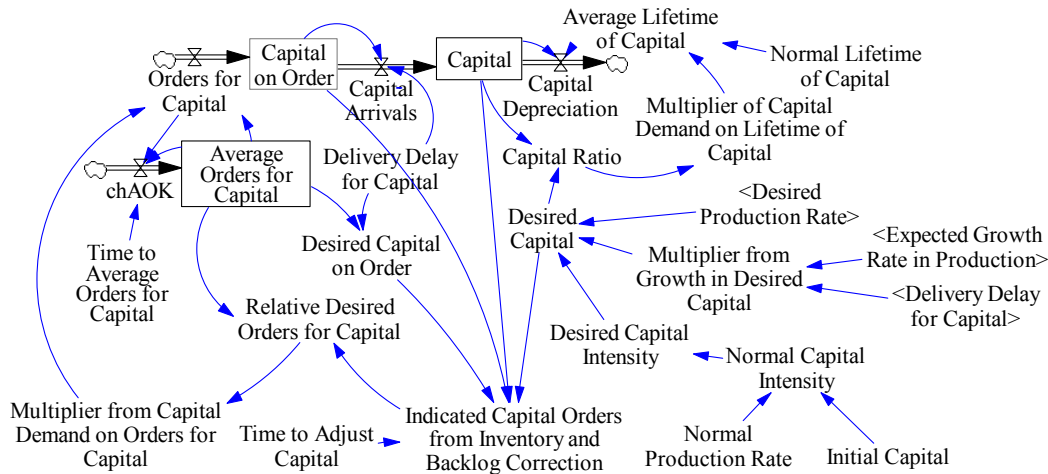 Capital
on Order
Orders for
Capital
Capital
Arrivals
Capital
Capital
Depreciation
Average Lifetime
of Capital
Normal Lifetime
of Capital
Multiplier of Capital
Demand on Lifetime of
Capital
Average
Orders for
Capital
chAOK
Delivery Delay
for Capital
Capital Ratio
Time to
Average
Orders for
Capital
Desired Capital
on Order
Desired
Capital
<Desired
Production Rate>
Multiplier from
Growth in Desired
Capital
<Expected Growth
Rate in Production>
<Delivery Delay
for Capital>
Relative Desired
Orders for Capital
Desired Capital
Intensity
Normal Capital
Intensity
Multiplier from Capital
Demand on Orders for
Capital
Time to Adjust
Capital
Indicated Capital Orders
from Inventory and
Backlog Correction
Normal
Production Rate
Initial Capital